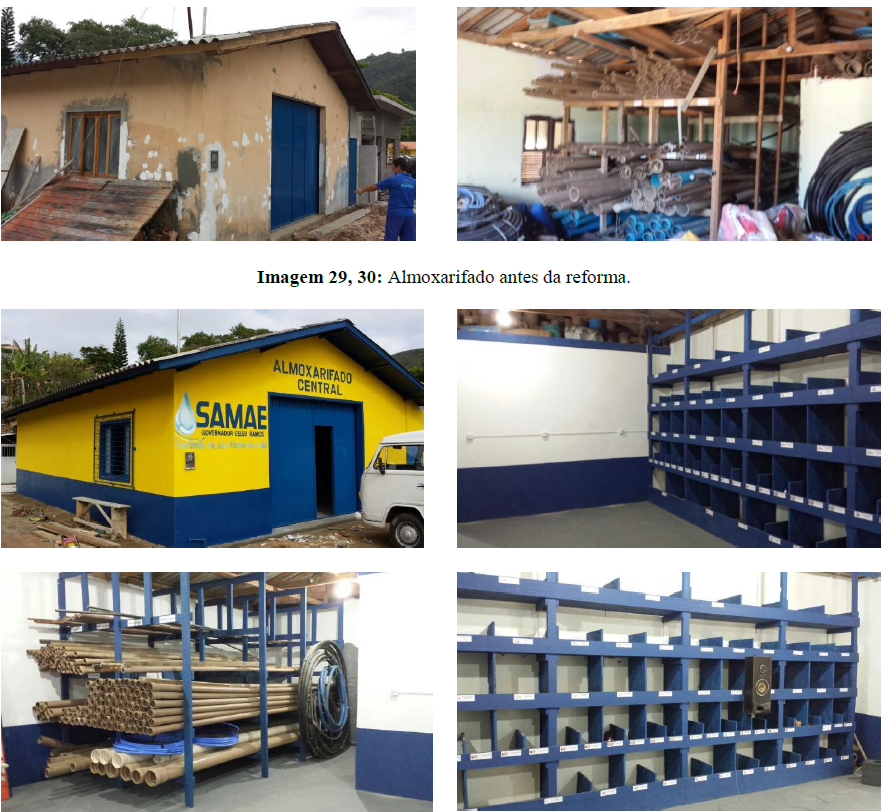 Imagem 29, 30: Almoxarifado antes da reforma.
ALMOXARIFADO
CENTRAL
SAMAE
GOVERNADOR CELSO RAMOS